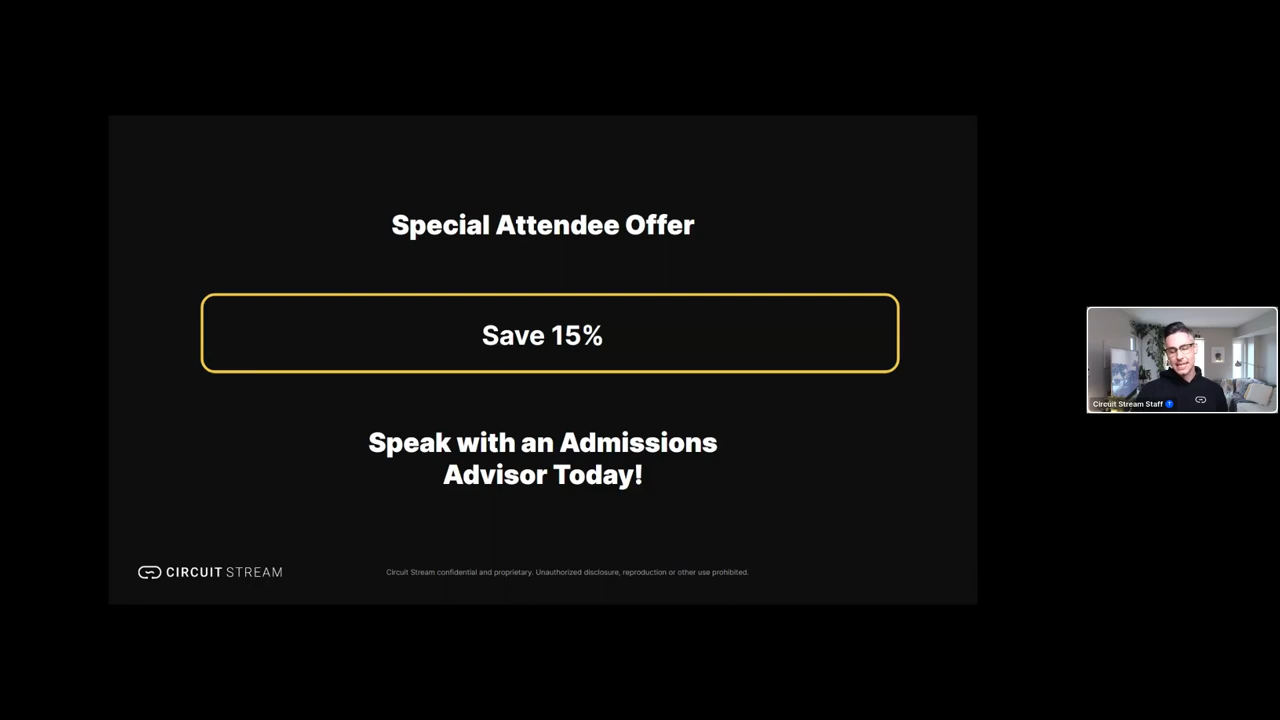 Special Attendee Offer
Save 15%
Speak with an Admissions
Advisor Today!
CIRCUIT STREAM
Circuit Stream confidential and proprietary. Unauthorized disclosure, reproduction or other use prohibited.
Circuit Stream Staff